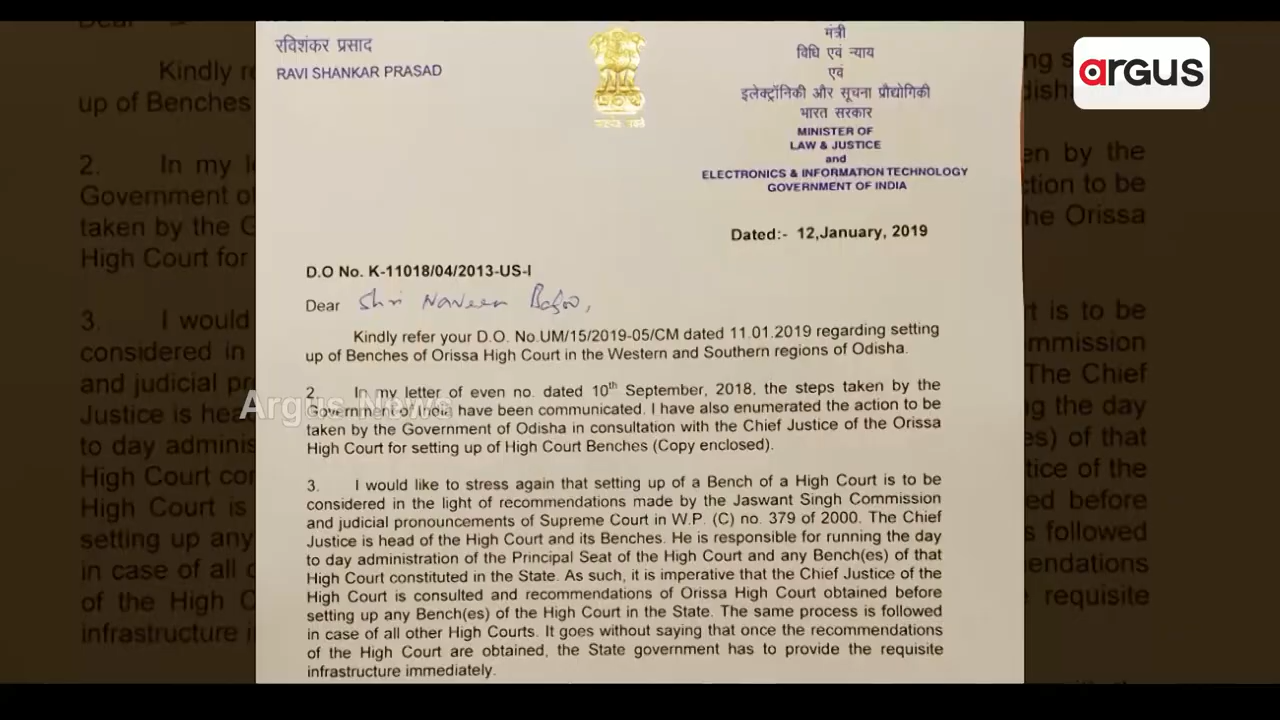 argus
रविशंकर प्रसाद
RAVI SHANKAR PRASAD
मंत्री
विधि एवं न्याय
एवं
इलेक्ट्रॉनिकी और सूचना प्रौद्योगिकी
भारत सरकार
MINISTER OF
LAW & JUSTICE
and
ELECTRONICS & INFORMATION TECHNOLOGY
GOVERNMENT OF INDIA
Dated:- 12,January, 2019
D.O No. K-11018/04/2013-US-I
Dear Shri Naveen Babu,
Kindly refer your D.O. No.UM/15/2019-05/CM dated 11.01.2019 regarding setting
up of Benches of Orissa High Court in the Western and Southern regions of Odisha.
2. In my letter of even no. dated 10th September, 2018, the steps taken by the
Government of India have been communicated. I have also enumerated the action to be
taken by the Government of Odisha in consultation with the Chief Justice of the Orissa
High Court for setting up of High Court Benches (Copy enclosed).
Argus News
3. I would like to stress again that setting up of a Bench of a High Court is to be
considered in the light of recommendations made by the Jaswant Singh Commission
and judicial pronouncements of Supreme Court in W.P. (C) no. 379 of 2000. The Chief
Justice is head of the High Court and its Benches. He is responsible for running the day
to day administration of the Principal Seat of the High Court and any Bench(es) of that
High Court constituted in the State. As such, it is imperative that the Chief Justice of the
High Court is consulted and recommendations of Orissa High Court obtained before
setting up any Bench(es) of the High Court in the State. The same process is followed
in case of all other High Courts. It goes without saying that once the recommendations
of the High Court are obtained, the State government has to provide the requisite
infrastructure immediately.